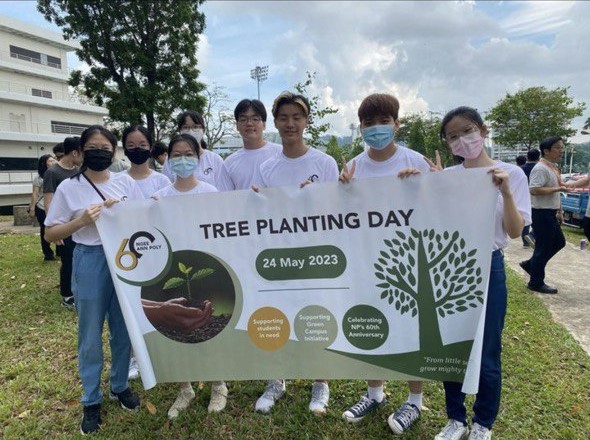 60
NGEE
ANN POLY
TREE PLANTING DAY
24 May 2023
Supporting
students
in need
Supporting
Green
Campus
Initiative
Celebrating
NP's 60th
Anniversary
"From little
grow mighty